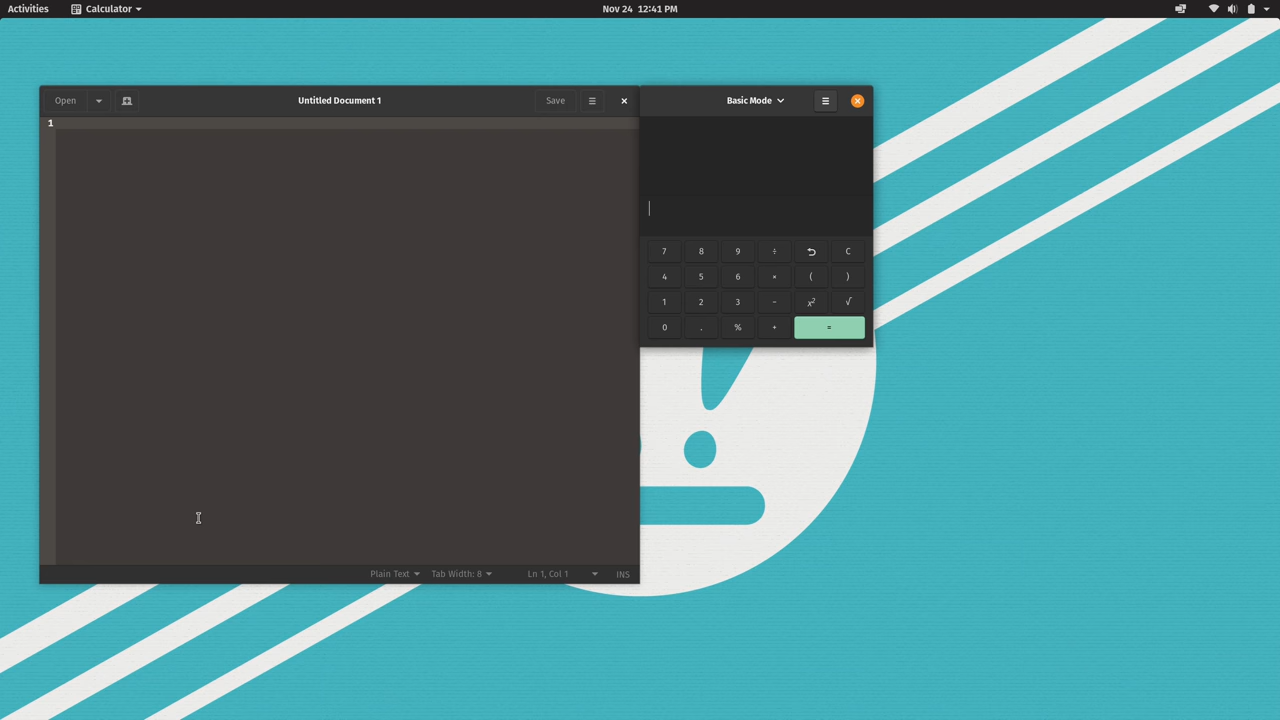 Activities
Calculator
Nov 24 12:41 PM
Open
Untitled Document 1
Save
1
Plain Text
Tab Width: 8
Ln 1, Col 1
INS
Basic Mode
7 8 9 ÷ C
4 5 6 × ( )
1 2 3 − x² √
0 . % + =